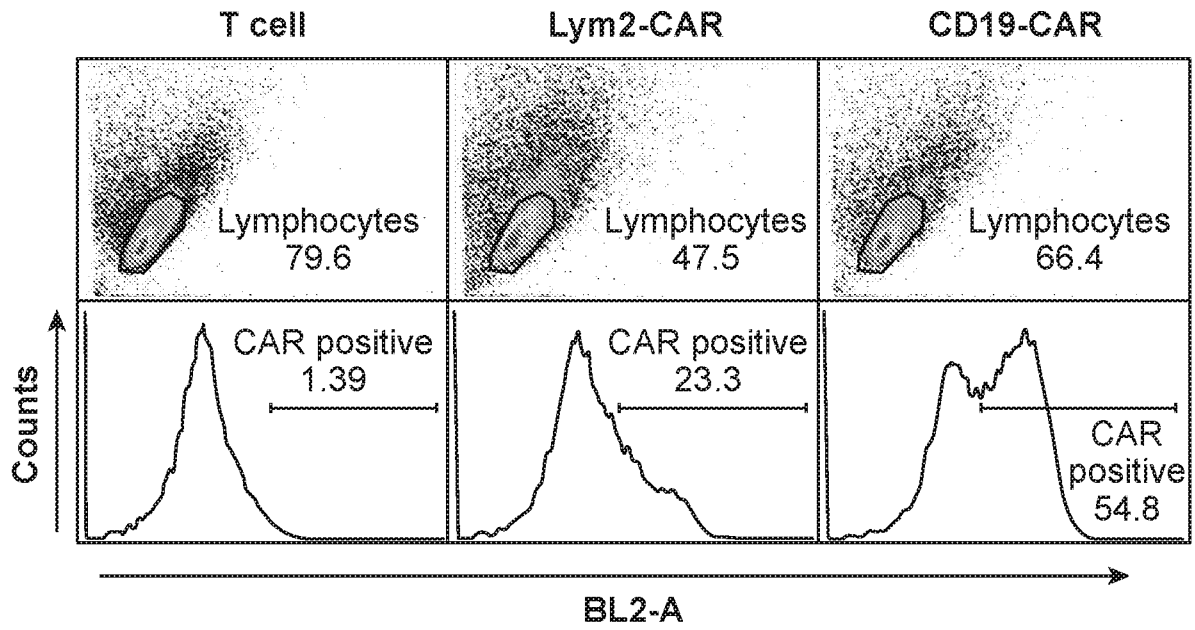 T cell
Lym2-CAR
CD19-CAR
Lymphocytes
79.6
Lymphocytes
47.5
Lymphocytes
66.4
Counts
CAR positive
1.39
CAR positive
23.3
CAR
positive
54.8
BL2-A